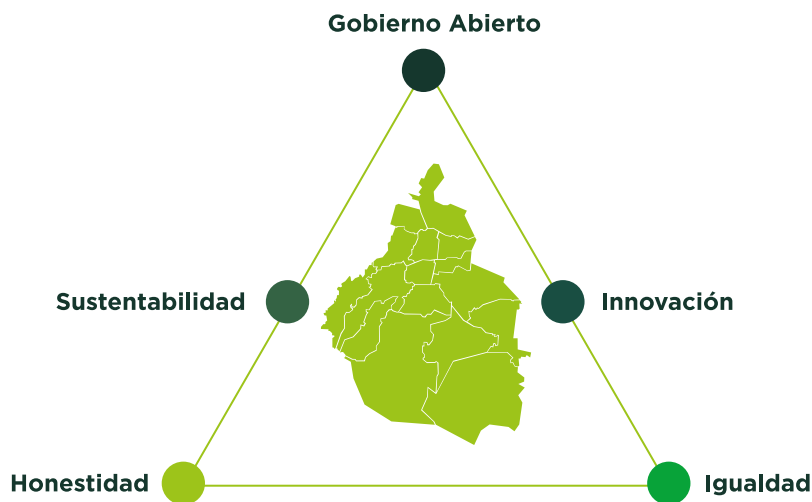 Gobierno Abierto
Sustentabilidad
Innovación
Honestidad
Igualdad